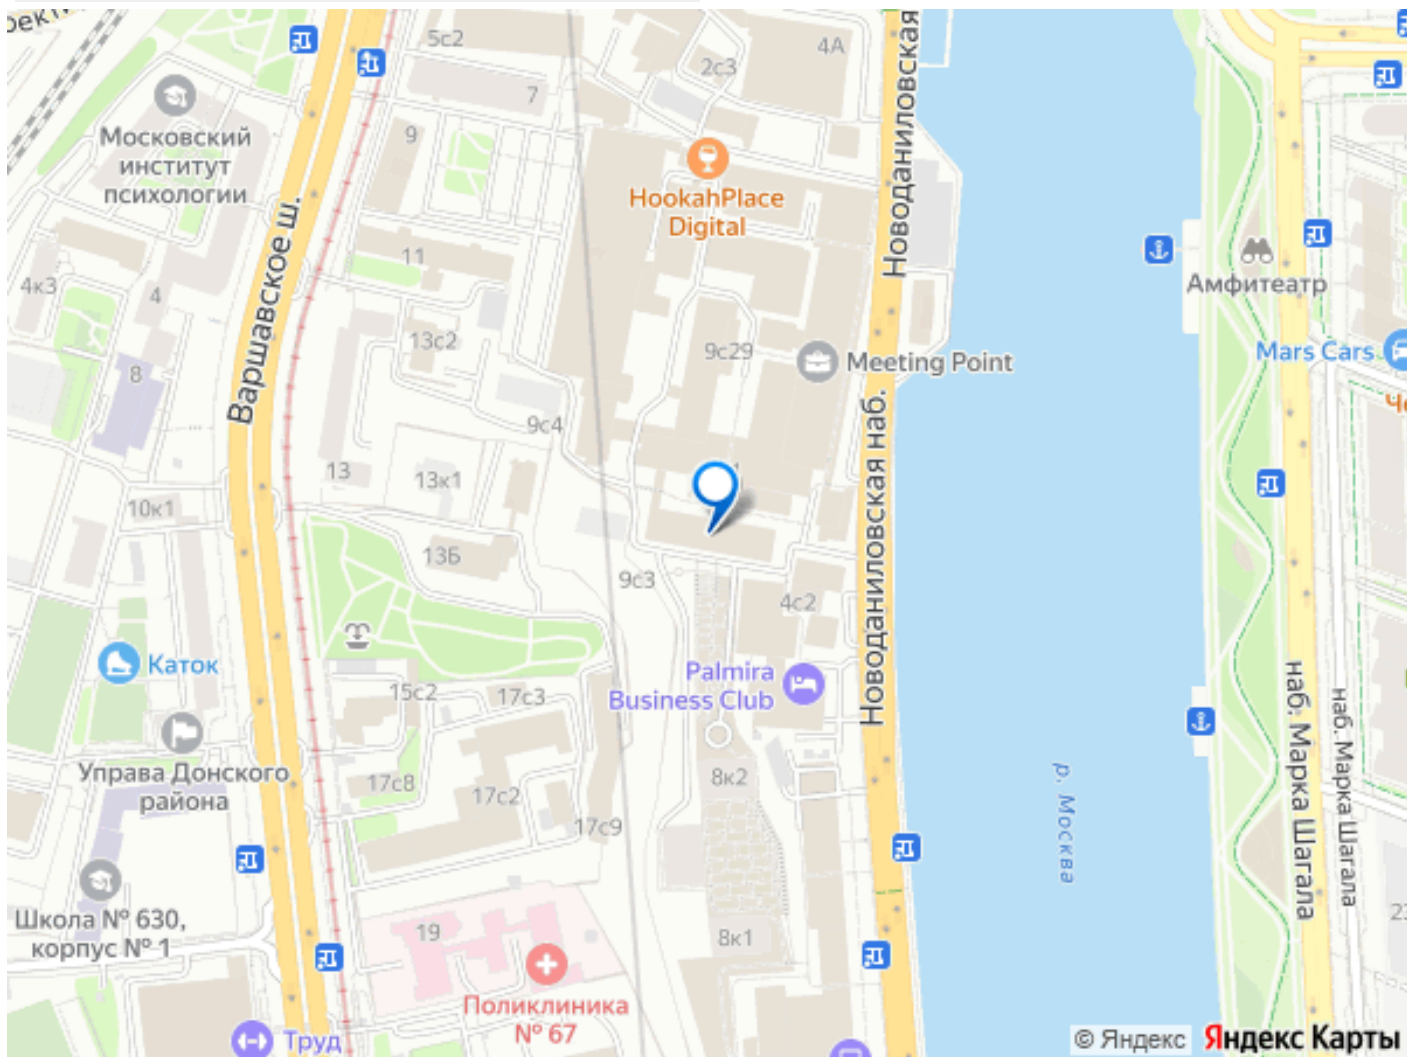 5с2
4А
2с3
7
Московский
институт
психологии
9
HookahPlace
Digital
Новоданиловская
Варшавское ш.
11
4к3
4
Амфитеатр
13с2
9с29
Meeting Point
Mars Cars
8
9с4
Новоданиловская наб.
13
13к1
10к1
13Б
9с3
4с2
Каток
Palmira
Business Club
15с2
17с3
наб. Марка Шагала
наб. Марка Шагала
Управа Донского
района
17с8
17с2
8к2
17с9
р. Москва
Школа № 630,
корпус № 1
19
8к1
Поликлиника
№ 67
Труд
© Яндекс Яндекс Карты